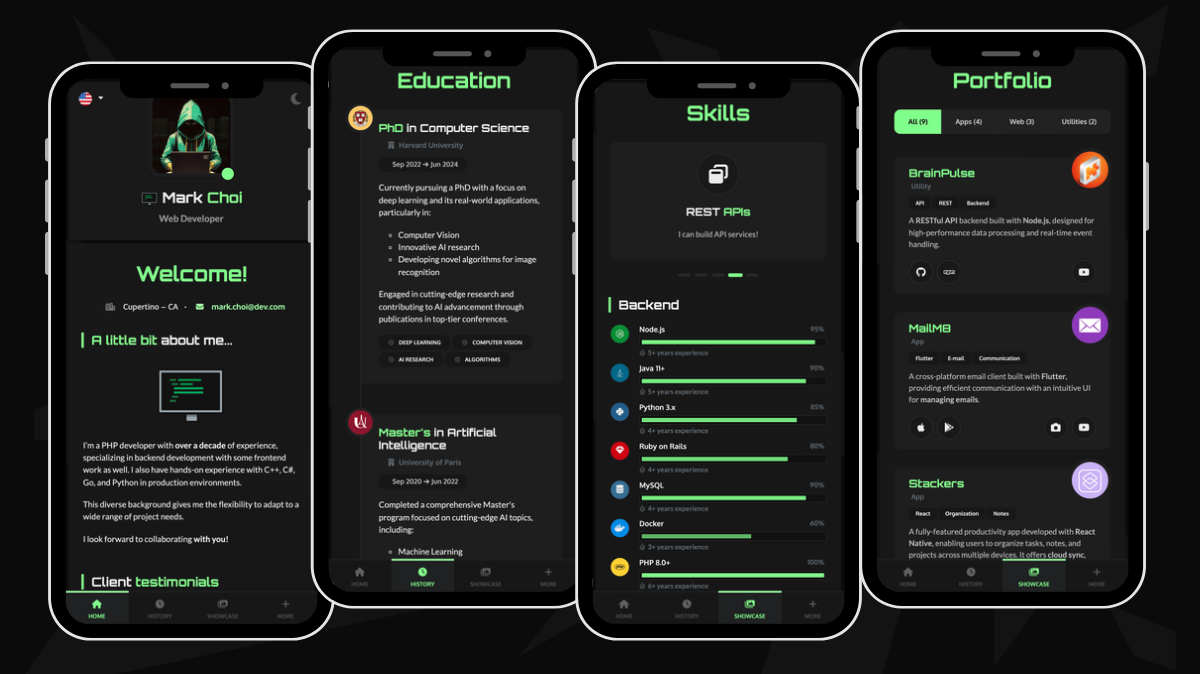 Mark Choi
Web Developer
Welcome!
Cupertino – CA • mark.choi@dev.com
A little bit about me...
I'm a PHP developer with over a decade of experience,
specializing in backend development with some frontend
work as well. I also have hands-on experience with C++, C#,
Go, and Python in production environments.
This diverse background gives me the flexibility to adapt to a
wide range of project needs.
I look forward to collaborating with you!
Client testimonials
HOME
HISTORY
SHOWCASE
MORE
Education
PhD in Computer Science
Harvard University
Sep 2022 → Jun 2024
Currently pursuing a PhD with a focus on
deep learning and its real-world applications,
particularly in:
Computer Vision
Innovative AI research
Developing novel algorithms for image
recognition
Engaged in cutting-edge research and
contributing to AI advancement through
publications in top-tier conferences.
DEEP LEARNING
COMPUTER VISION
AI RESEARCH
ALGORITHMS
Master's in Artificial
Intelligence
University of Paris
Sep 2020 → Jun 2022
Completed a comprehensive Master's
program focused on cutting-edge AI topics,
including:
Machine Learning
HOME
HISTORY
SHOWCASE
MORE
Skills
REST APIs
I can build API services!
Backend
Node.js 95%
5+ years experience
Java 11+ 90%
5+ years experience
Python 3.x 85%
4+ years experience
Ruby on Rails 80%
4+ years experience
MySQL 90%
4+ years experience
Docker 60%
3+ years experience
PHP 8.0+ 100%
6+ years experience
HOME
HISTORY
SHOWCASE
MORE
Portfolio
All (9)
Apps (4)
Web (3)
Utilities (2)
BrainPulse
Utility
API
REST
Backend
A RESTful API backend built with Node.js, designed for
high-performance data processing and real-time event
handling.
MailM8
App
Flutter
E-mail
Communication
A cross-platform email client built with Flutter,
providing efficient communication with an intuitive UI
for managing emails.
Stackers
App
React
Organization
Notes
A fully-featured productivity app developed with React
Native, enabling users to organize tasks, notes, and
projects across multiple devices. It offers cloud sync,
HOME
HISTORY
SHOWCASE
MORE